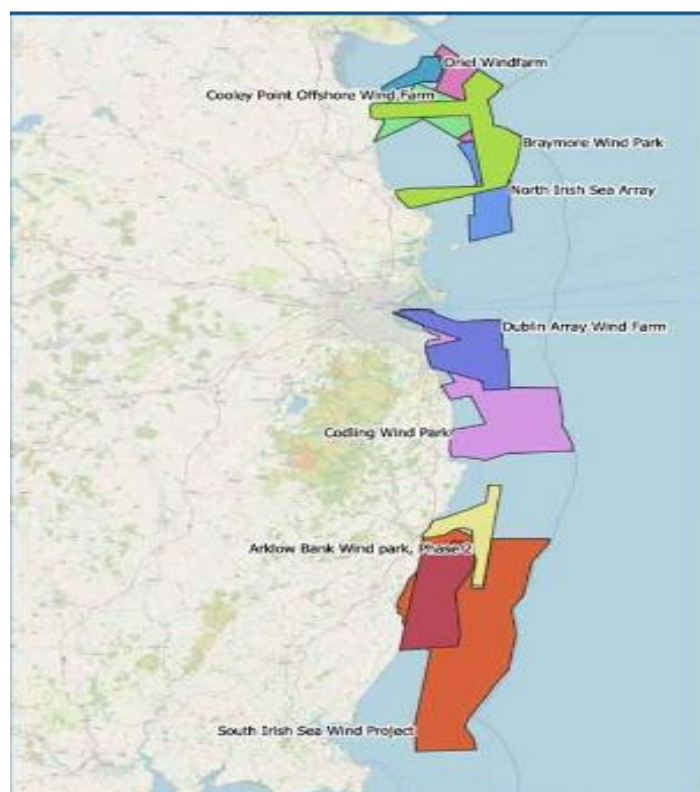 Oriel Windfarm
Cooley Point Offshore Wind Farm
Braymore Wind Park
North Irish Sea Array
Dublin Array Wind Farm
Codling Wind Park
Arklow Bank Wind park, Phase 2
South Irish Sea Wind Project